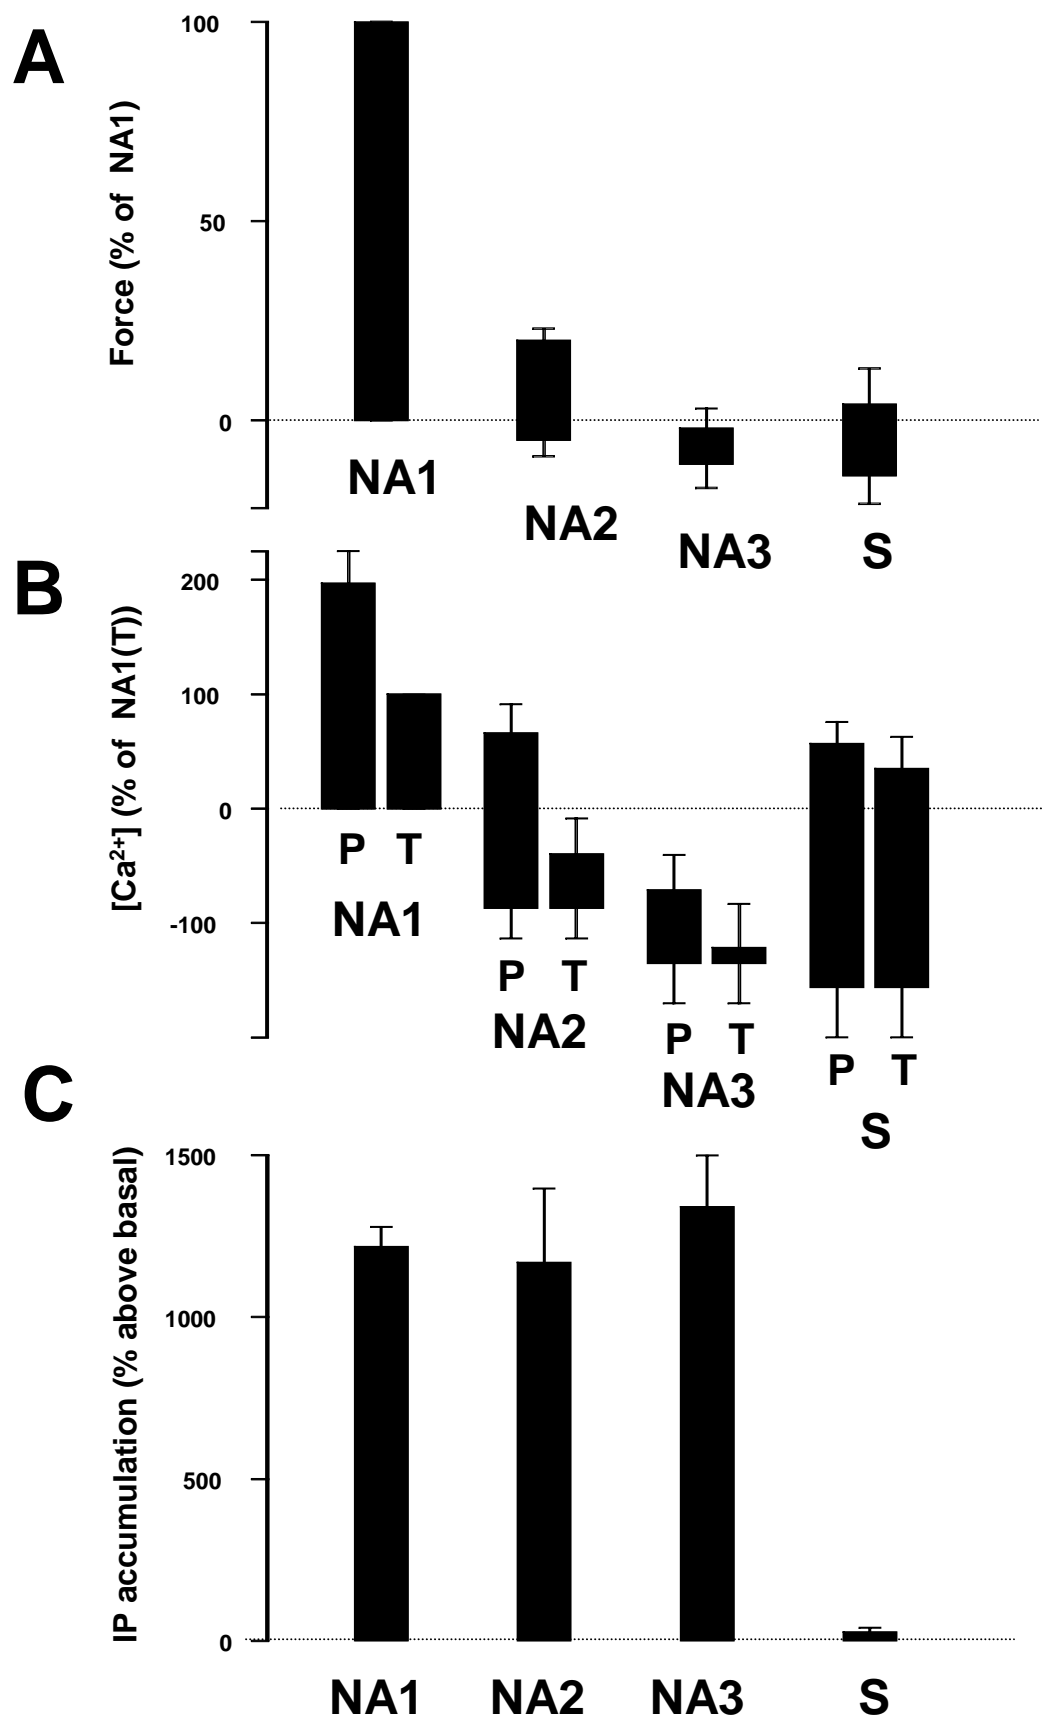 A
Force (% of NA1)
100
50
0
NA1
NA2
NA3
S
B
[Ca²⁺] (% of NA1(T))
200
100
0
-100
P T
NA1
P T
NA2
P T
NA3
P T
S
C
IP accumulation (% above basal)
1500
1000
500
0
NA1 NA2 NA3 S